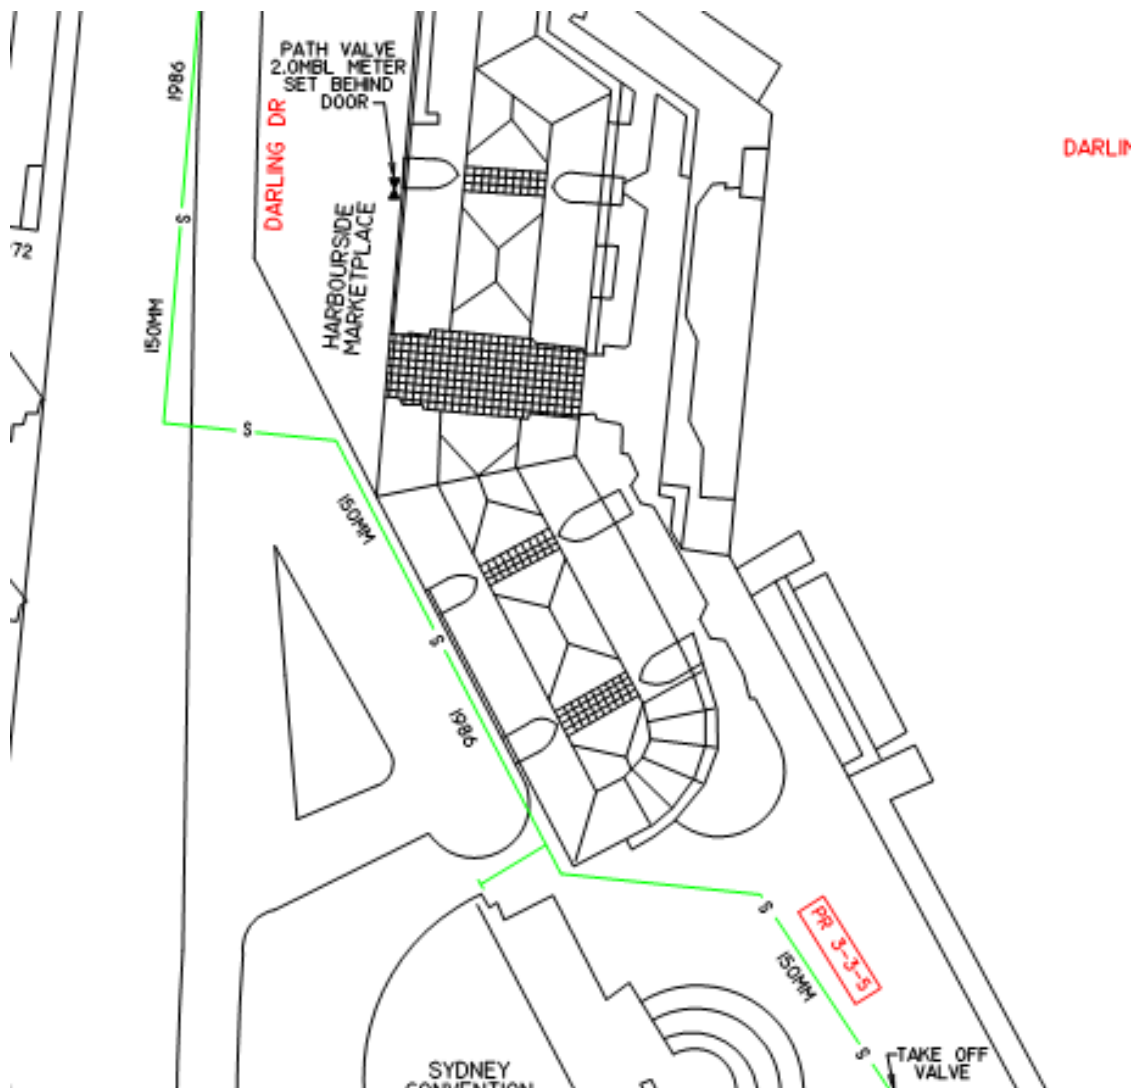 1986
PATH VALVE
2.0MBL METER
SET BEHIND
DOOR
DARLING DR
DARLIN
S
HARBOURSIDE
MARKETPLACE
72
150MM
S
150MM
S
1986
S
PR 3-3-5
150MM
S
TAKE OFF
VALVE
SYDNEY
CONVENTION